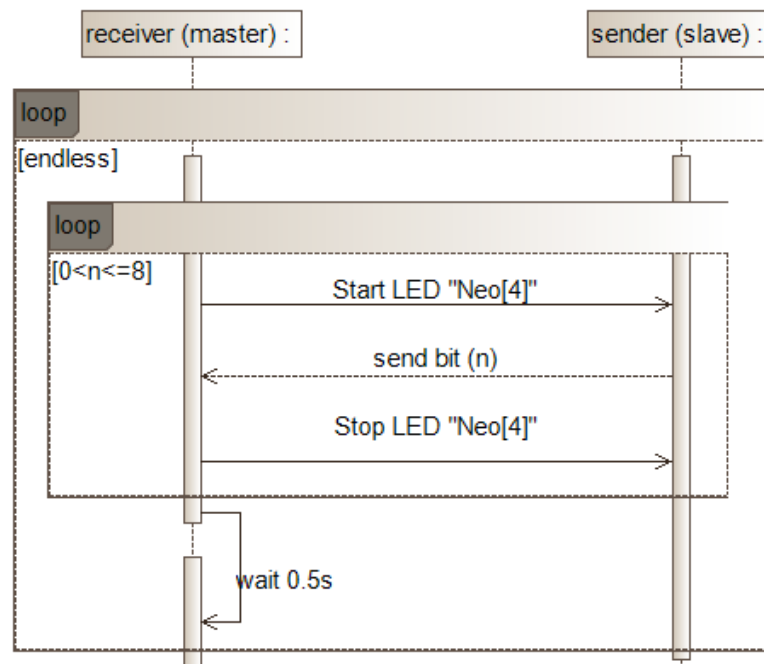 receiver (master) :
sender (slave) :
loop
[endless]
loop
[0<n<=8]
Start LED "Neo[4]"
send bit (n)
Stop LED "Neo[4]"
wait 0.5s